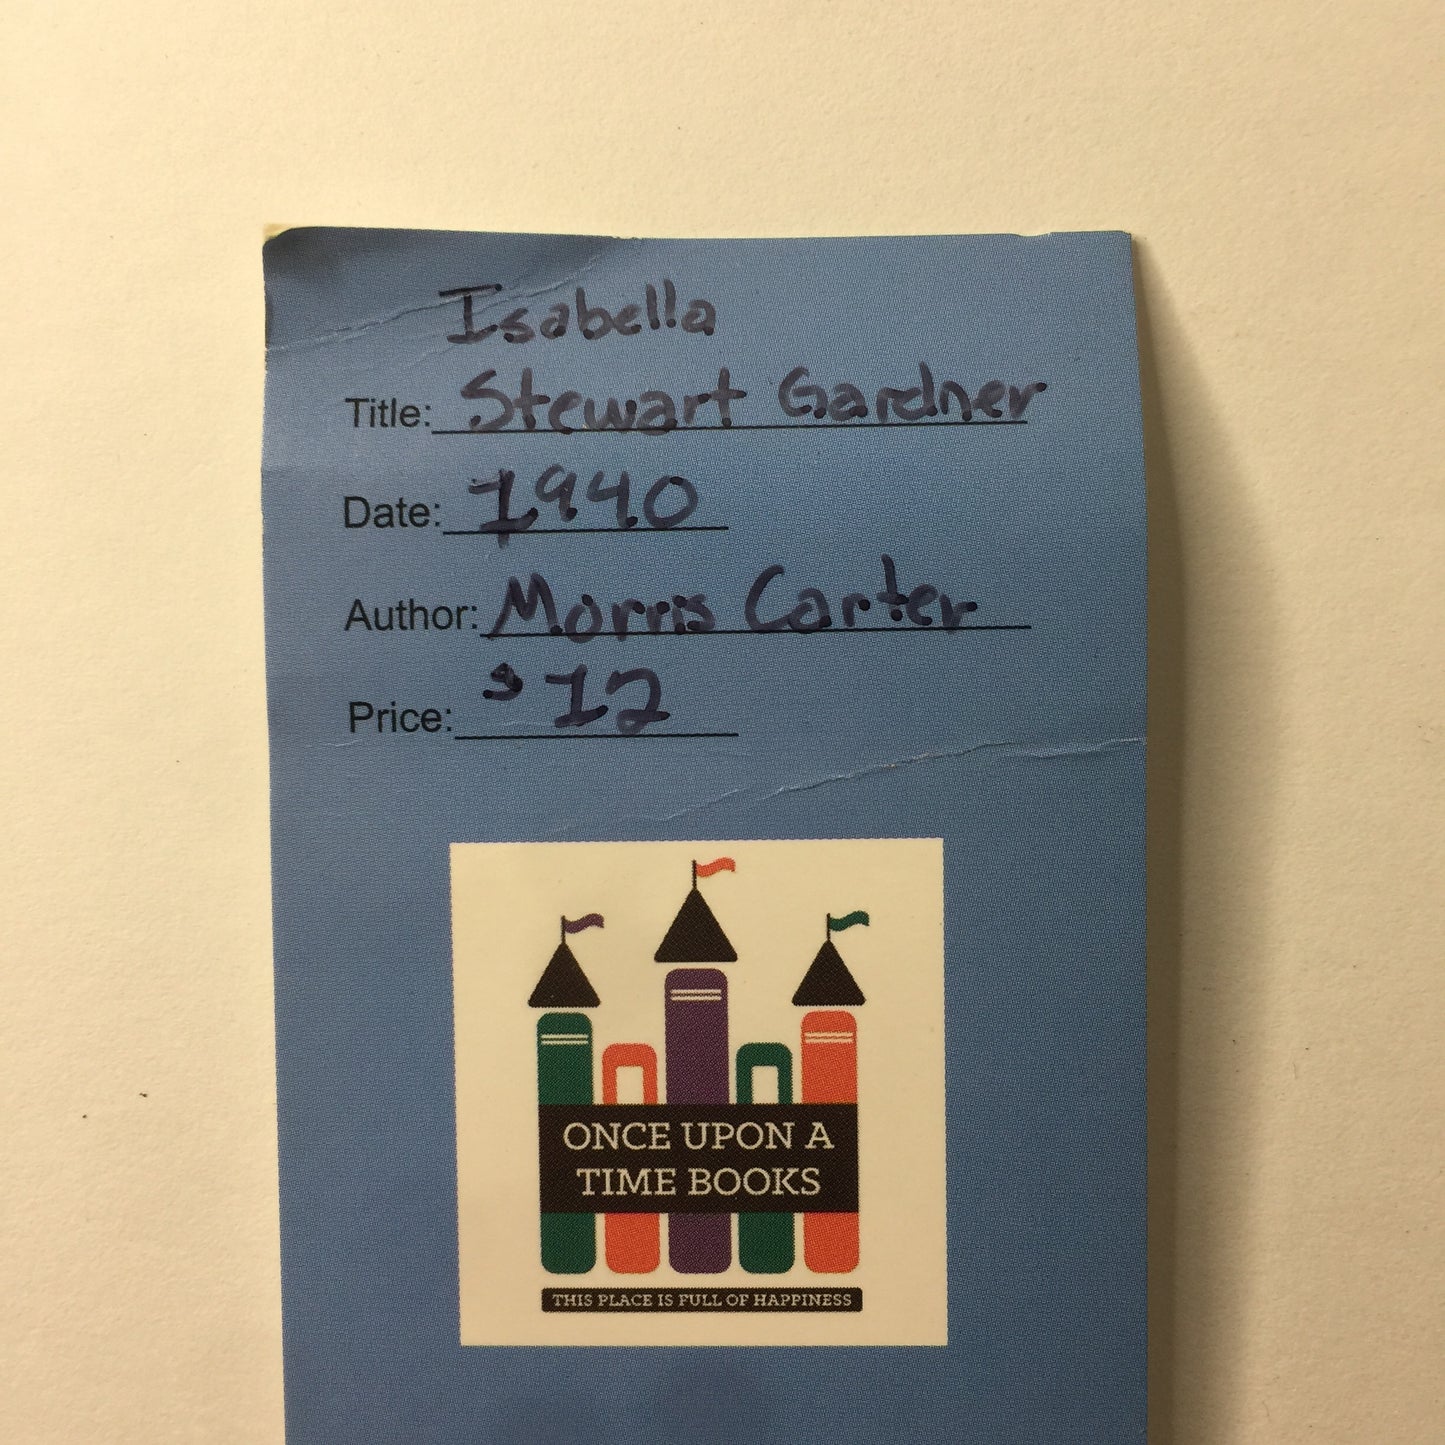 Isabella
Title: Stewart Gardner
Date: 1940
Author: Morris Carter
Price: $12
ONCE UPON A
TIME BOOKS
THIS PLACE IS FULL OF HAPPINESS